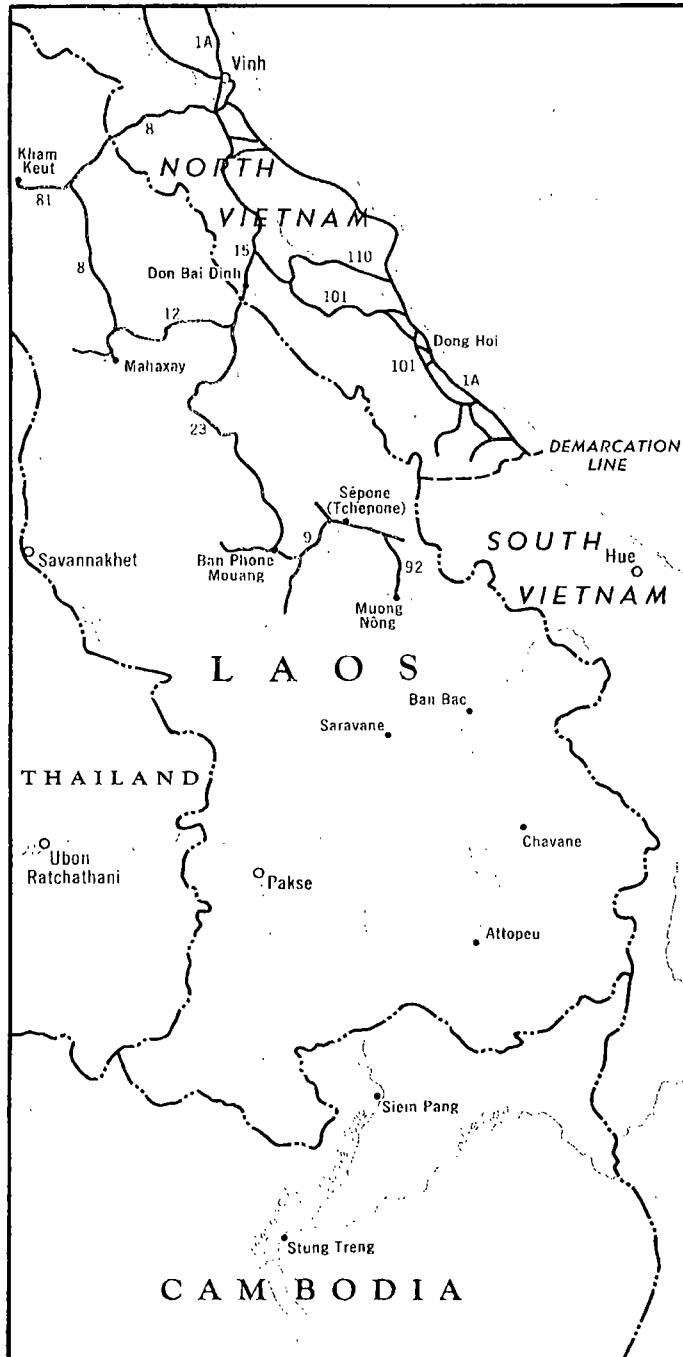 1A
Vinh
8
Kham
Keut
81
NORTH
VIETNAM
8
15
110
Don Bai Dinh
101
12
Dong Hoi
Mahaxay
101
1A
23
DEMARCATION
LINE
Sépone
(Tchepone)
SOUTH
Hue
Savannakhet
Ban Phone
Mouang
9
92
VIETNAM
Muong
Nông
LAOS
Ban Bac
Saravane
THAILAND
Chavane
Ubon
Ratchathani
Pakse
Attopeu
Siem Pang
Stung Treng
CAMBODIA